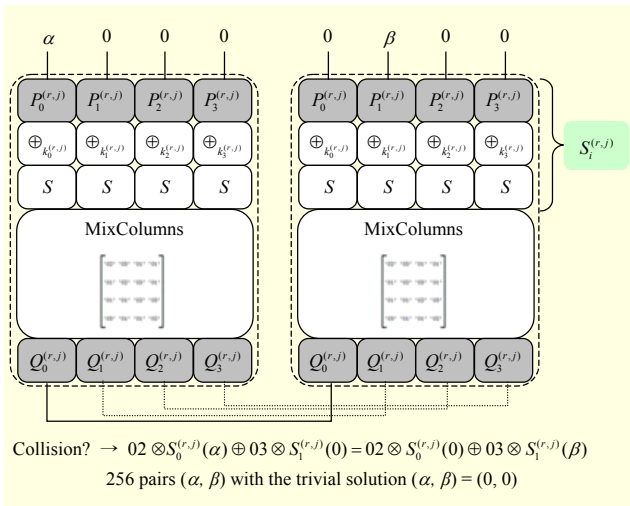 α 0 0 0 0 β 0 0
P₀^(r,j) P₁^(r,j) P₂^(r,j) P₃^(r,j) P₀^(r,j) P₁^(r,j) P₂^(r,j) P₃^(r,j)
⊕k₀^(r,j) ⊕k₁^(r,j) ⊕k₂^(r,j) ⊕k₃^(r,j) ⊕k₀^(r,j) ⊕k₁^(r,j) ⊕k₂^(r,j) ⊕k₃^(r,j) Sᵢ^(r,j)
S S S S S S S S
MixColumns MixColumns
Q₀^(r,j) Q₁^(r,j) Q₂^(r,j) Q₃^(r,j) Q₀^(r,j) Q₁^(r,j) Q₂^(r,j) Q₃^(r,j)
Collision? → 02 ⊗S₀^(r,j)(α) ⊕ 03 ⊗ S₁^(r,j)(0) = 02 ⊗ S₀^(r,j)(0) ⊕ 03 ⊗ S₁^(r,j)(β)
256 pairs (α, β) with the trivial solution (α, β) = (0, 0)